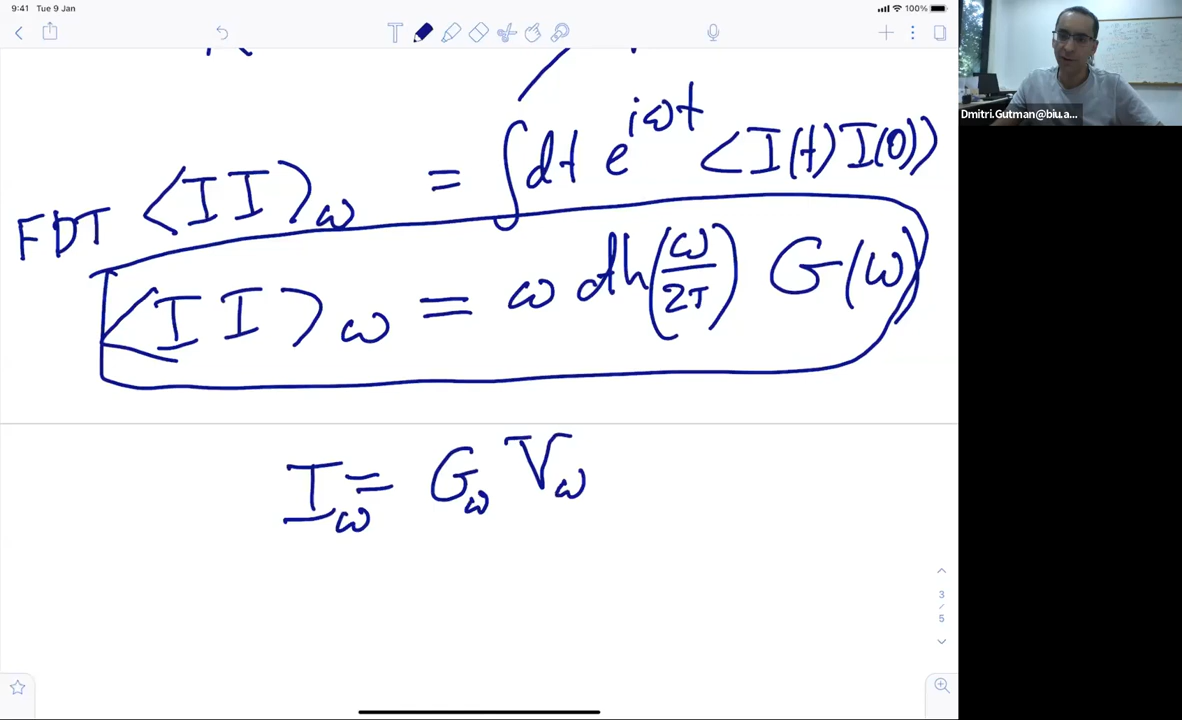 9:41 Tue 9 Jan
100%
T
Dmitri.Gutman@biu.a...
<II>ω = ∫dt e^{iωt} <I(t)I(0)>
FDT
<II>ω = ω cth(ω/2T) G(ω)
Iω = Gω Vω
3
/
5